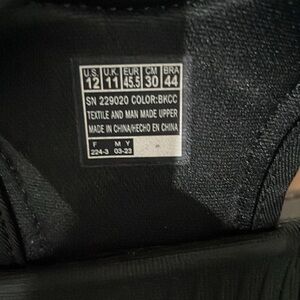 U.S. U.K. EUR CM BRA
12 11 45.5 30 44
SN 229020 COLOR:BKCC
TEXTILE AND MAN MADE UPPER
MADE IN CHINA/HECHO EN CHINA
F M Y
224-3 03-23